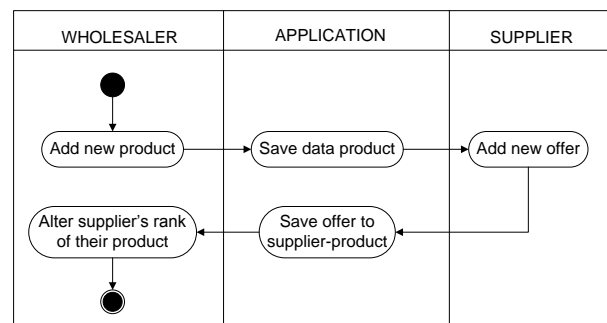 WHOLESALER
APPLICATION
SUPPLIER
Add new product
Save data product
Add new offer
Alter supplier's rank
of their product
Save offer to
supplier-product